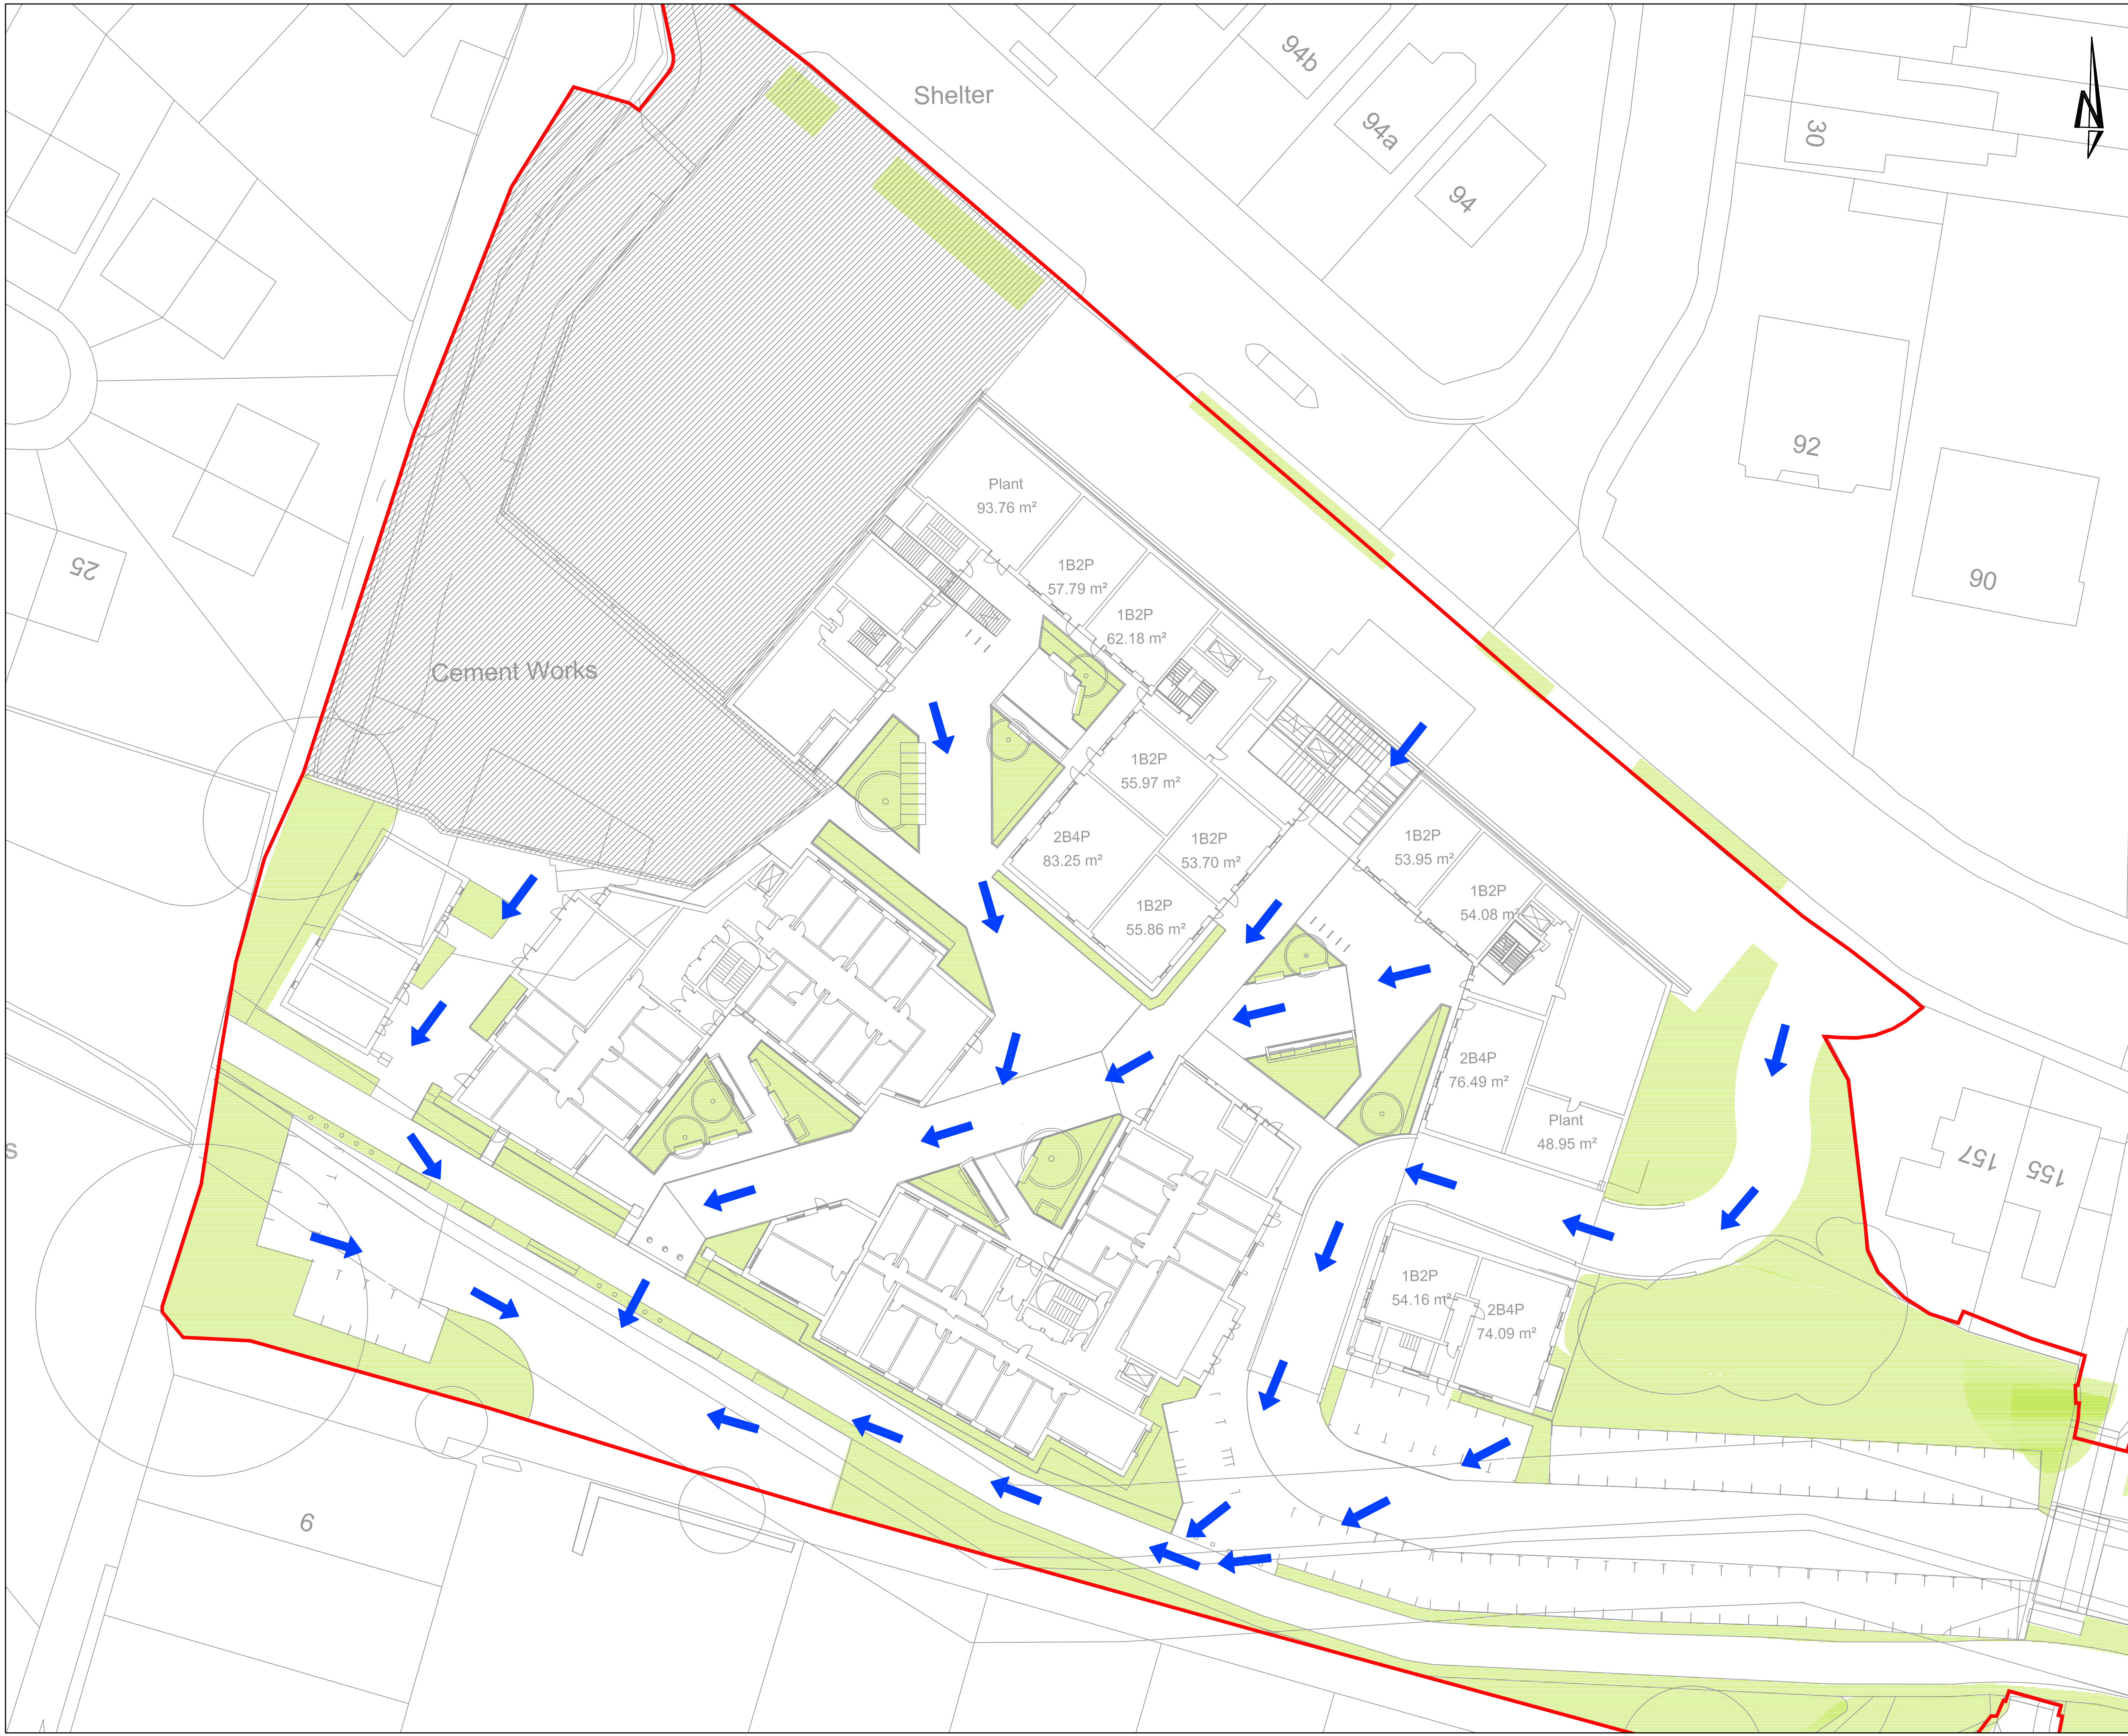 Shelter
94b
94a
94
30
N
92
90
25
Plant
93.76 m²
1B2P
57.79 m²
1B2P
62.18 m²
Cement Works
1B2P
55.97 m²
2B4P
83.25 m²
1B2P
53.70 m²
1B2P
53.95 m²
1B2P
54.08 m²
1B2P
55.86 m²
2B4P
76.49 m²
Plant
48.95 m²
157
155
s
1B2P
54.16 m²
2B4P
74.09 m²
6